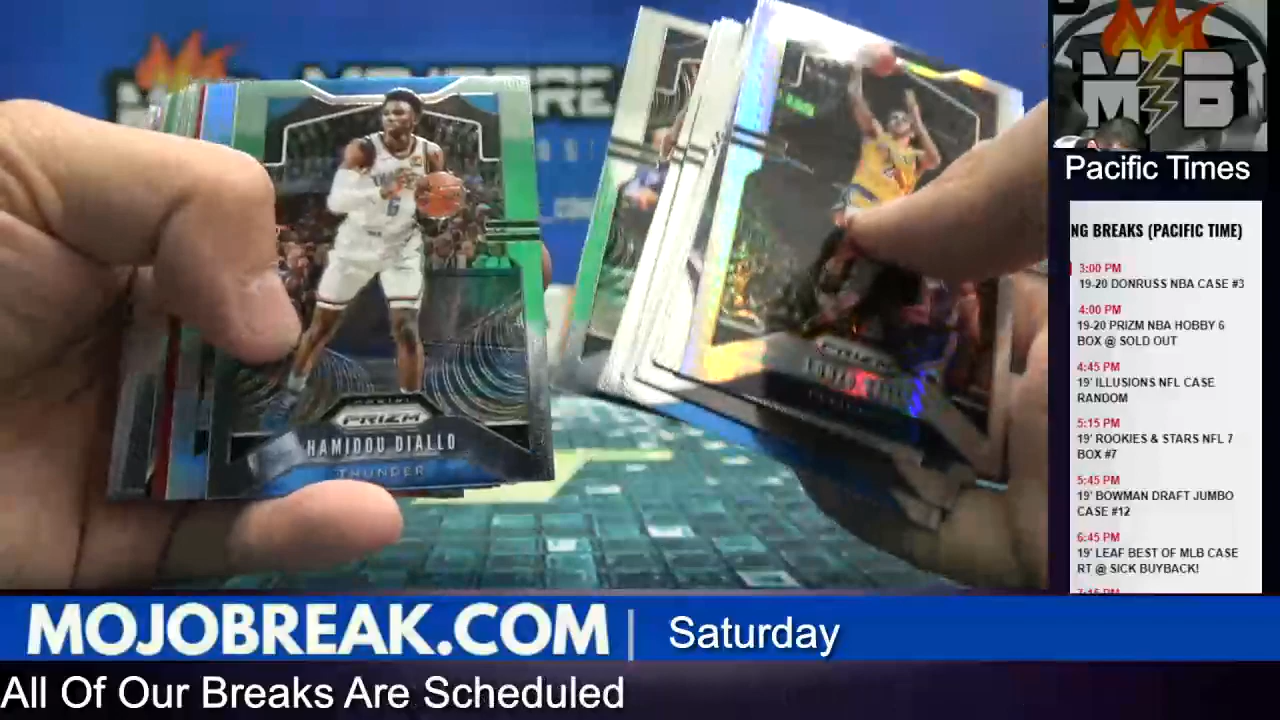 6
PANINI
PRIZM
HAMIDOU DIALLO
THUNDER
PRIZM
MB
Pacific Times
NG BREAKS (PACIFIC TIME)
3:00 PM
19-20 DONRUSS NBA CASE #3
4:00 PM
19-20 PRIZM NBA HOBBY 6
BOX @ SOLD OUT
4:45 PM
19' ILLUSIONS NFL CASE
RANDOM
5:15 PM
19' ROOKIES & STARS NFL 7
BOX #7
5:45 PM
19' BOWMAN DRAFT JUMBO
CASE #12
6:45 PM
19' LEAF BEST OF MLB CASE
RT @ SICK BUYBACK!
MOJOBREAK.COM | Saturday
All Of Our Breaks Are Scheduled